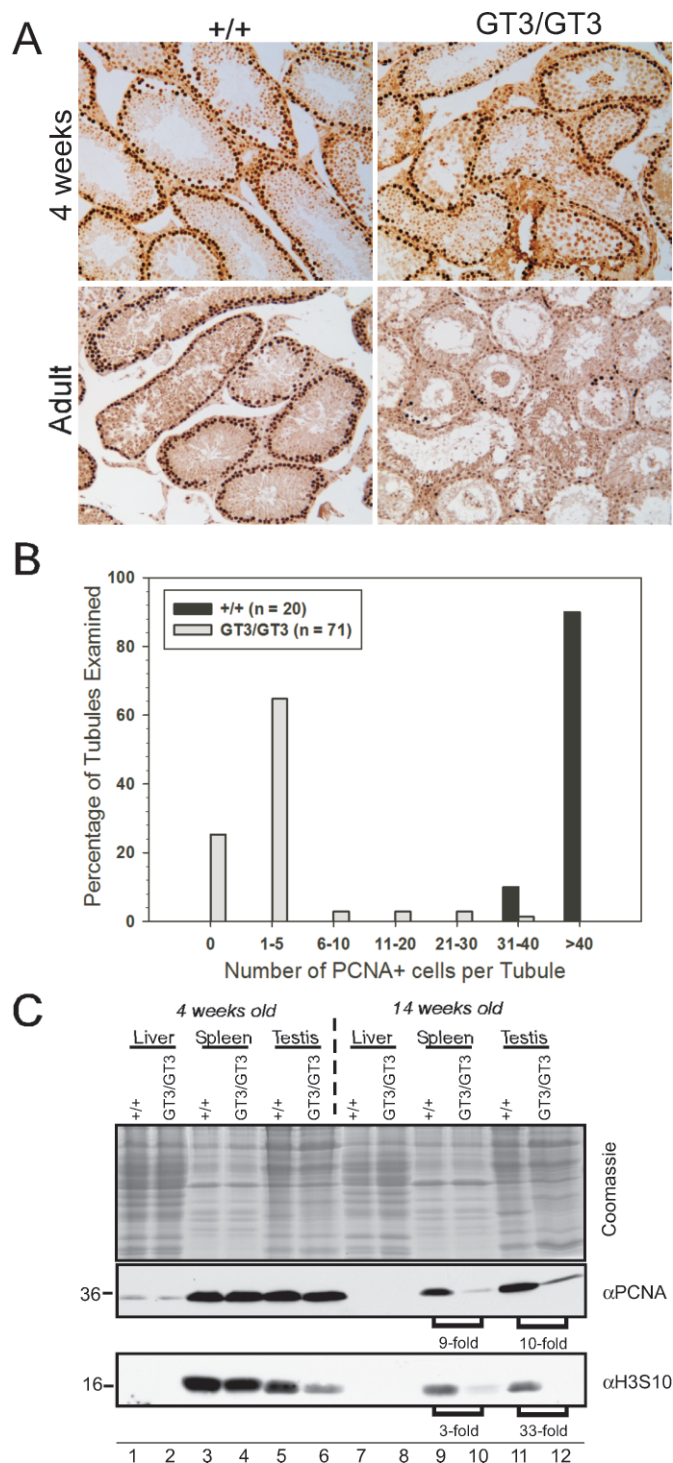 A
+/+ GT3/GT3
4 weeks
Adult
B
100
80
60
40
20
0
Percentage of Tubules Examined
+/+ (n = 20)
GT3/GT3 (n = 71)
0 1-5 6-10 11-20 21-30 31-40 >40
Number of PCNA+ cells per Tubule
C
4 weeks old 14 weeks old
Liver Spleen Testis Liver Spleen Testis
+/+ GT3/GT3 +/+ GT3/GT3 +/+ GT3/GT3 +/+ GT3/GT3 +/+ GT3/GT3 +/+ GT3/GT3
Coomassie
36 αPCNA
9-fold 10-fold
16 αH3S10
3-fold 33-fold
1 2 3 4 5 6 7 8 9 10 11 12